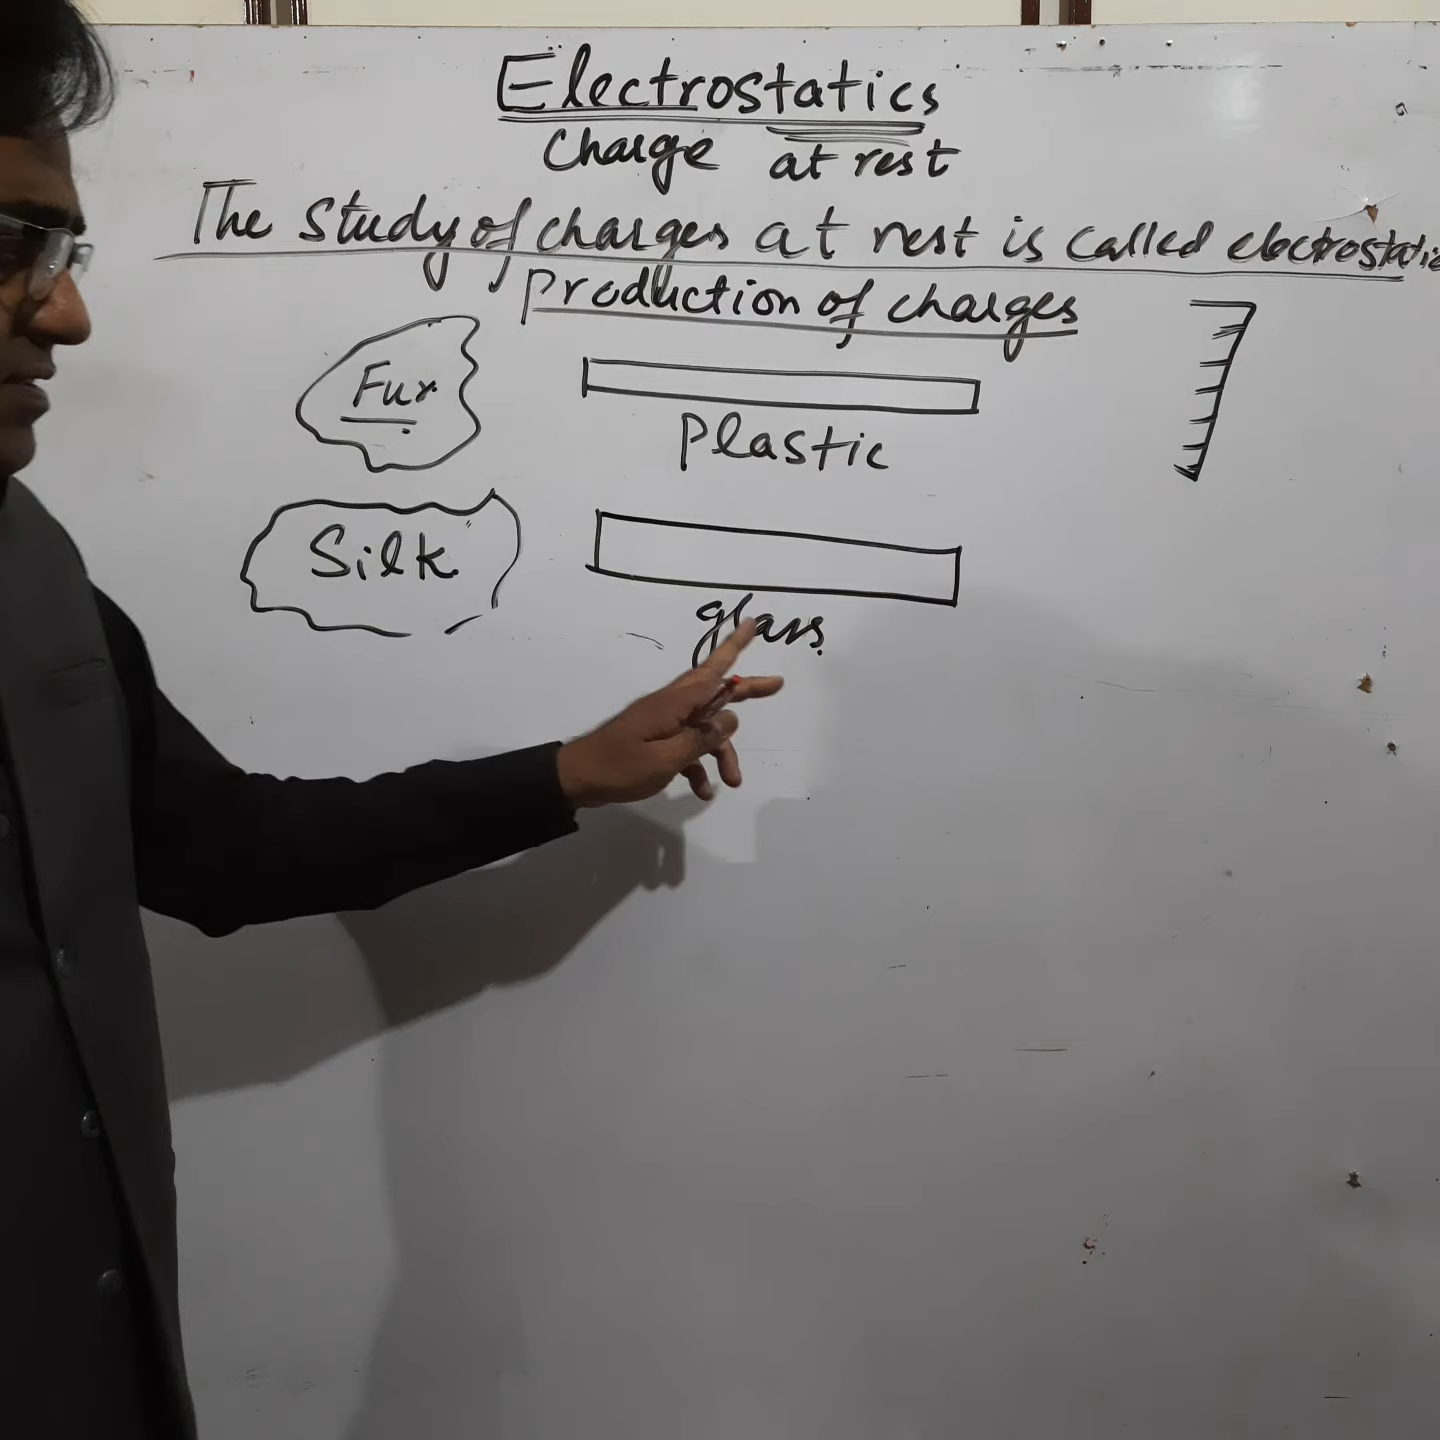 Electrostatics
Charge at rest
The study of charges at rest is called electrostatic
production of charges
Fur
plastic
Silk
glass